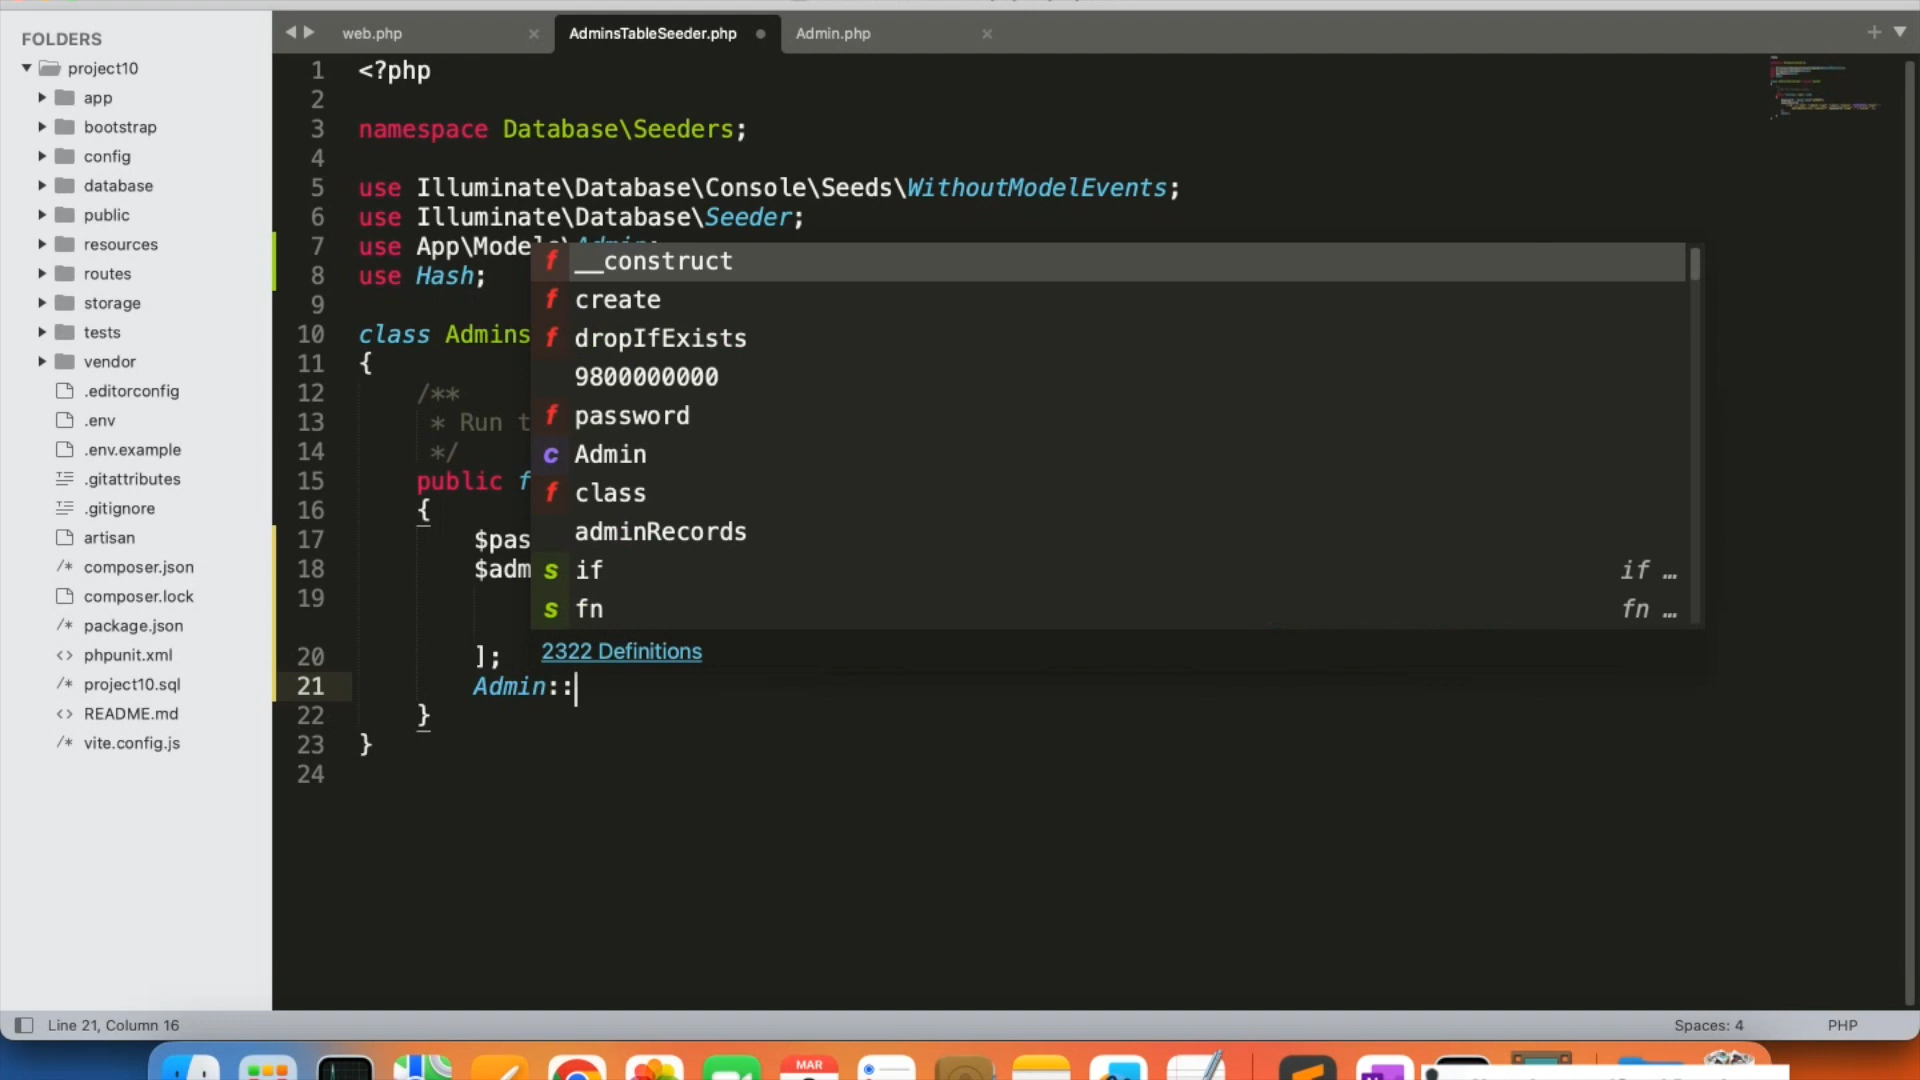 FOLDERS
project10
app
bootstrap
config
database
public
resources
routes
storage
tests
vendor
.editorconfig
.env
.env.example
.gitattributes
.gitignore
artisan
composer.json
composer.lock
package.json
phpunit.xml
project10.sql
README.md
vite.config.js
web.php
AdminsTableSeeder.php
Admin.php
1 <?php
2
3 namespace Database\Seeders;
4
5 use Illuminate\Database\Console\Seeds\WithoutModelEvents;
6 use Illuminate\Database\Seeder;
7 use App\Models\Admin;
8 use Hash;
9
10 class Admins
11 {
12 /**
13 * Run t
14 */
15 public f
16 {
17 $pas
18 $adm
19
20 ];
21 Admin::
22 }
23 }
24
f __construct
f create
f dropIfExists
9800000000
f password
c Admin
f class
adminRecords
s if if …
s fn fn …
2322 Definitions
Line 21, Column 16
Spaces: 4
PHP
MAR